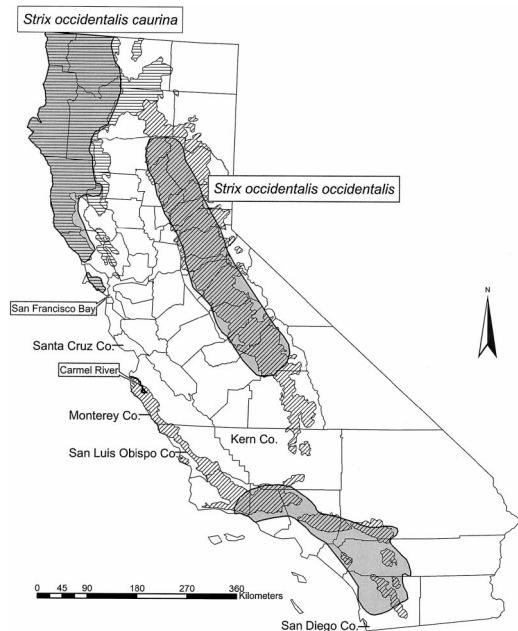 Strix occidentalis caurina
Strix occidentalis occidentalis
N
San Francisco Bay
Santa Cruz Co.
Carmel River
Monterey Co.
Kern Co.
San Luis Obispo Co.
0 45 90 180 270 360
Kilometers
San Diego Co.